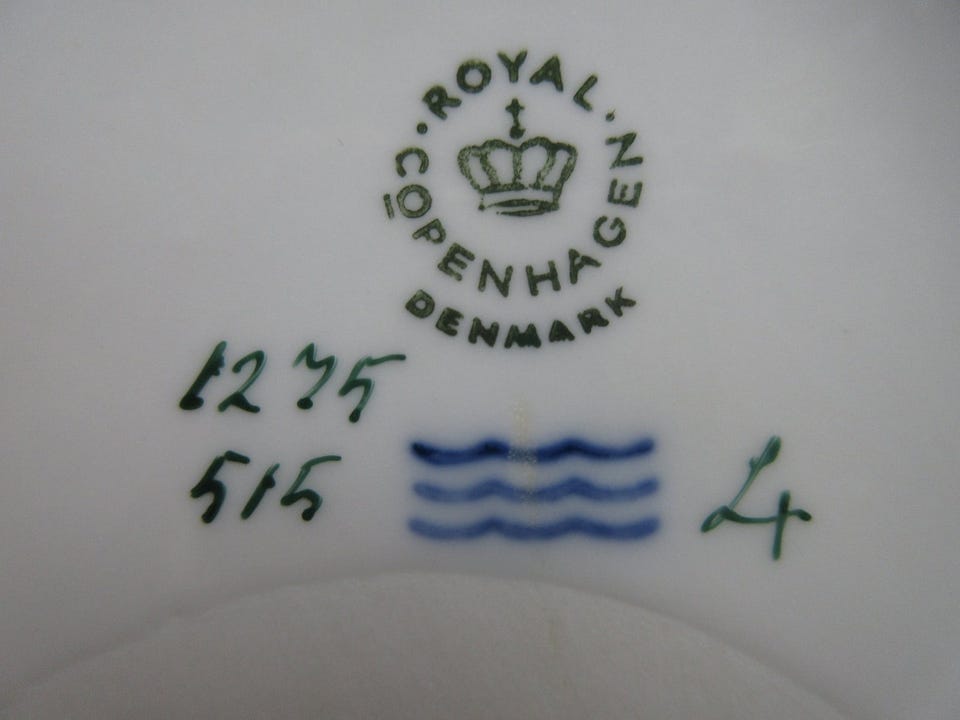 ROYAL.
COPENHAGEN
DENMARK
1275
515
4